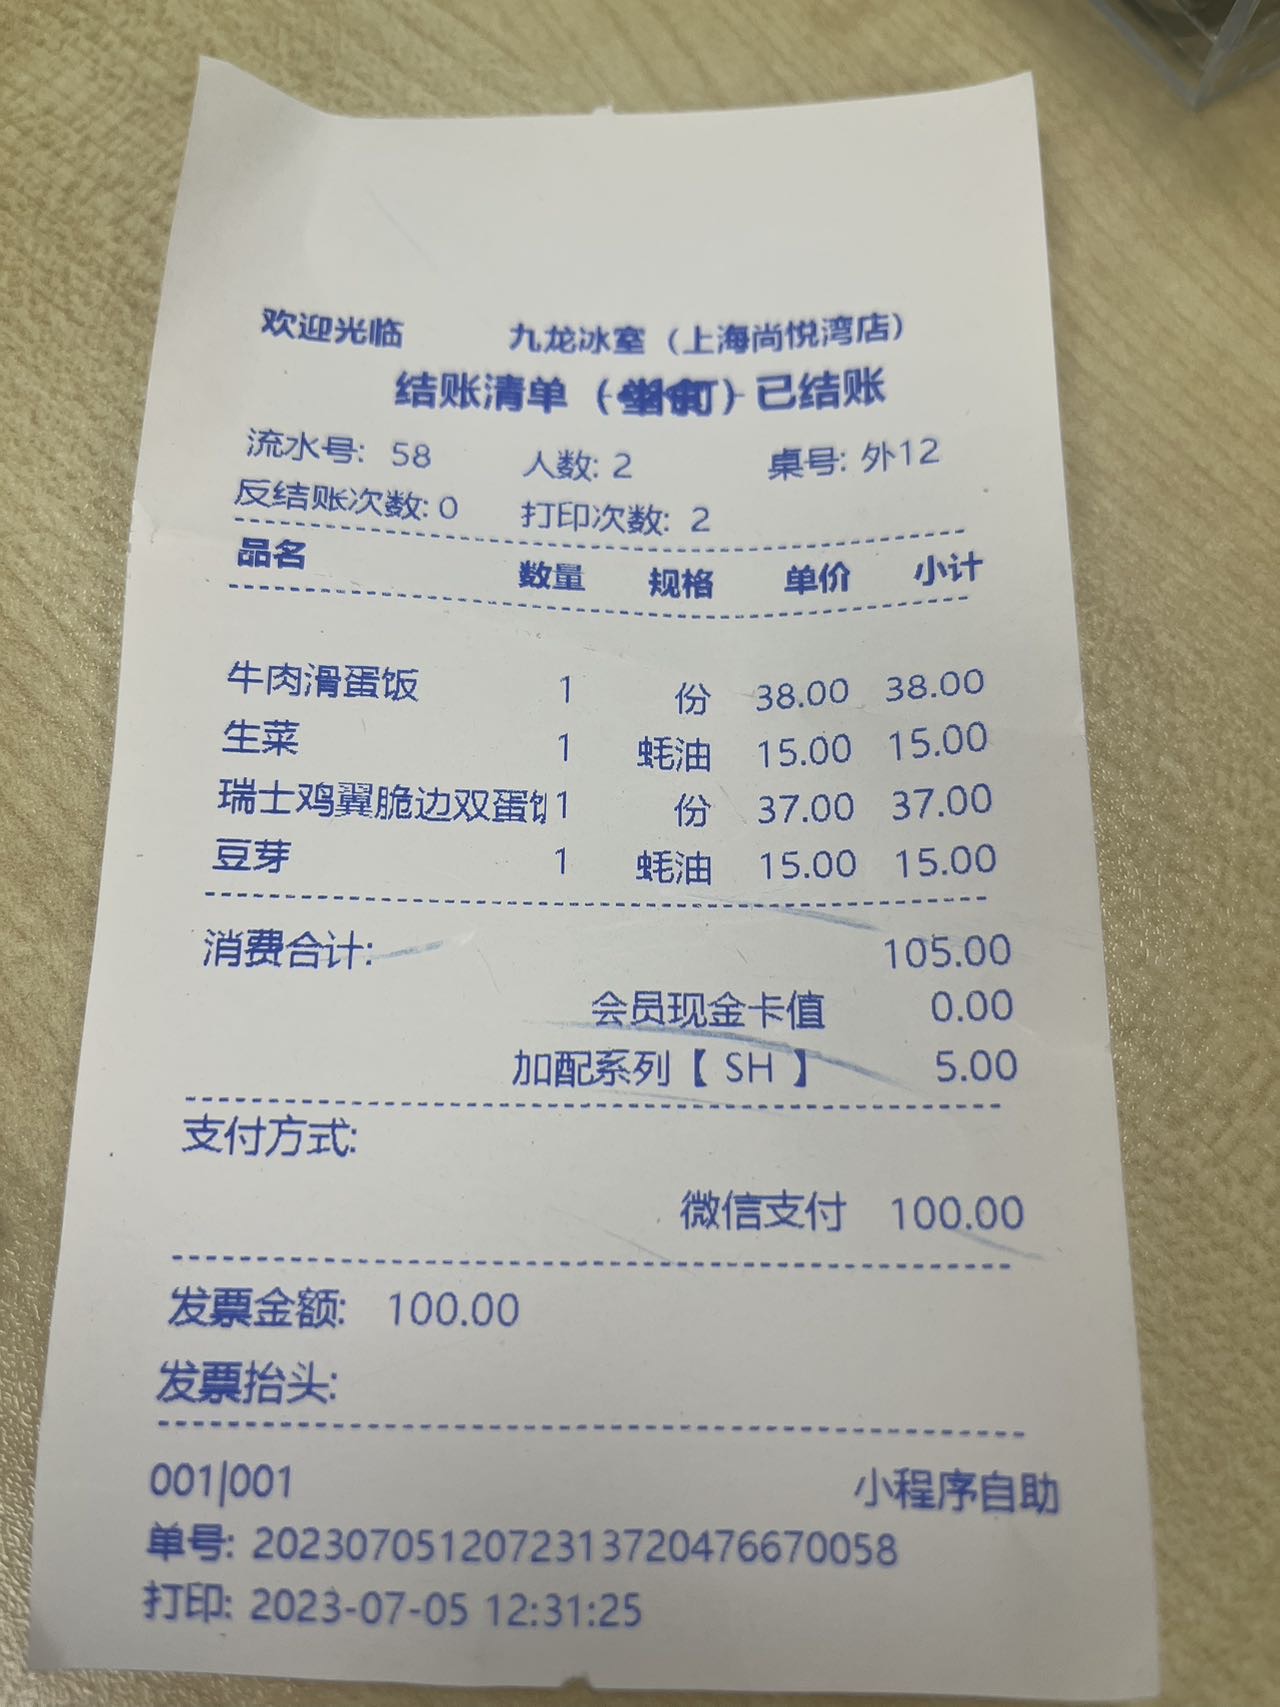 欢迎光临 九龙冰室（上海尚悦湾店）
结账清单（）已结账
流水号: 58 人数: 2 桌号: 外12
反结账次数: 0 打印次数: 2
品名 数量 规格 单价 小计
牛肉滑蛋饭 1 份 38.00 38.00
生菜 1 蚝油 15.00 15.00
瑞士鸡翼脆边双蛋 1 份 37.00 37.00
豆芽 1 蚝油 15.00 15.00
消费合计: 105.00
会员现金卡值 0.00
加配系列【 SH 】 5.00
支付方式:
微信支付 100.00
发票金额: 100.00
发票抬头:
001|001 小程序自助
单号: 20230705120723137204766700​58
打印: 2023-07-05 12:31:25